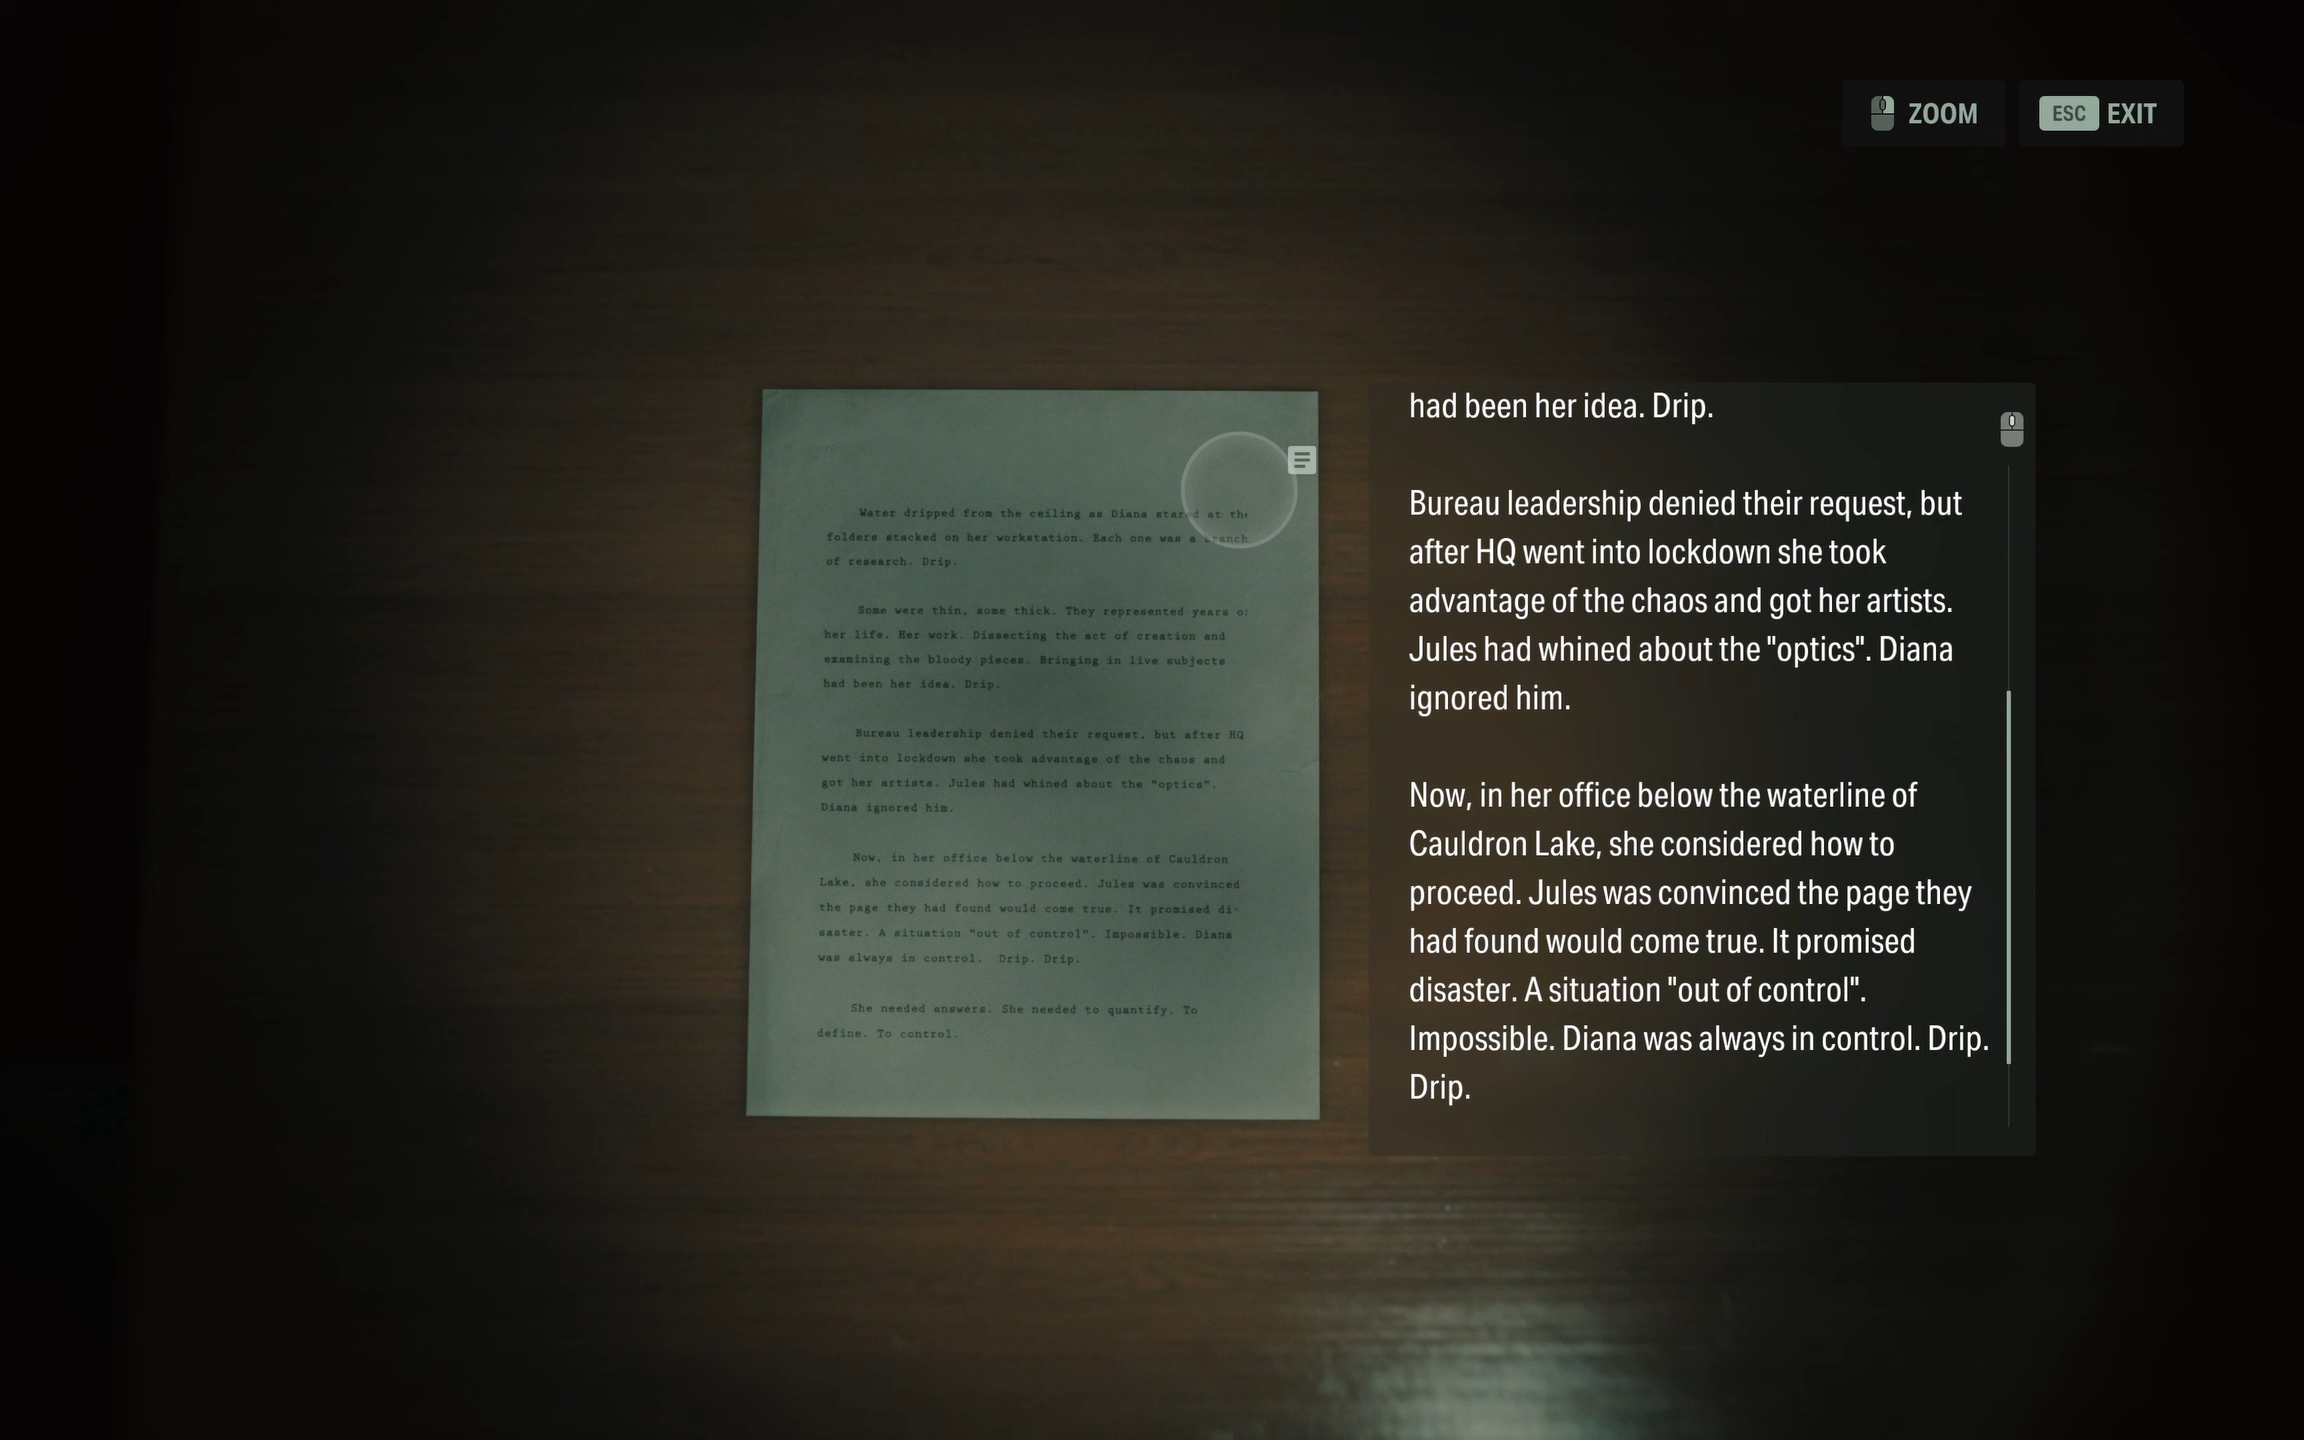 ZOOM
ESC EXIT
Water dripped from the ceiling as Diana stared at the
folders stacked on her workstation. Each one was a branch
of research. Drip.
Some were thin, some thick. They represented years of
her life. Her work. Dissecting the act of creation and
examining the bloody pieces. Bringing in live subjects
had been her idea. Drip.
Bureau leadership denied their request, but after HQ
went into lockdown she took advantage of the chaos and
got her artists. Jules had whined about the "optics".
Diana ignored him.
Now, in her office below the waterline of Cauldron
Lake, she considered how to proceed. Jules was convinced
the page they had found would come true. It promised di-
saster. A situation "out of control". Impossible. Diana
was always in control. Drip. Drip.
She needed answers. She needed to quantify. To
define. To control.
had been her idea. Drip.
Bureau leadership denied their request, but
after HQ went into lockdown she took
advantage of the chaos and got her artists.
Jules had whined about the "optics". Diana
ignored him.
Now, in her office below the waterline of
Cauldron Lake, she considered how to
proceed. Jules was convinced the page they
had found would come true. It promised
disaster. A situation "out of control".
Impossible. Diana was always in control. Drip.
Drip.